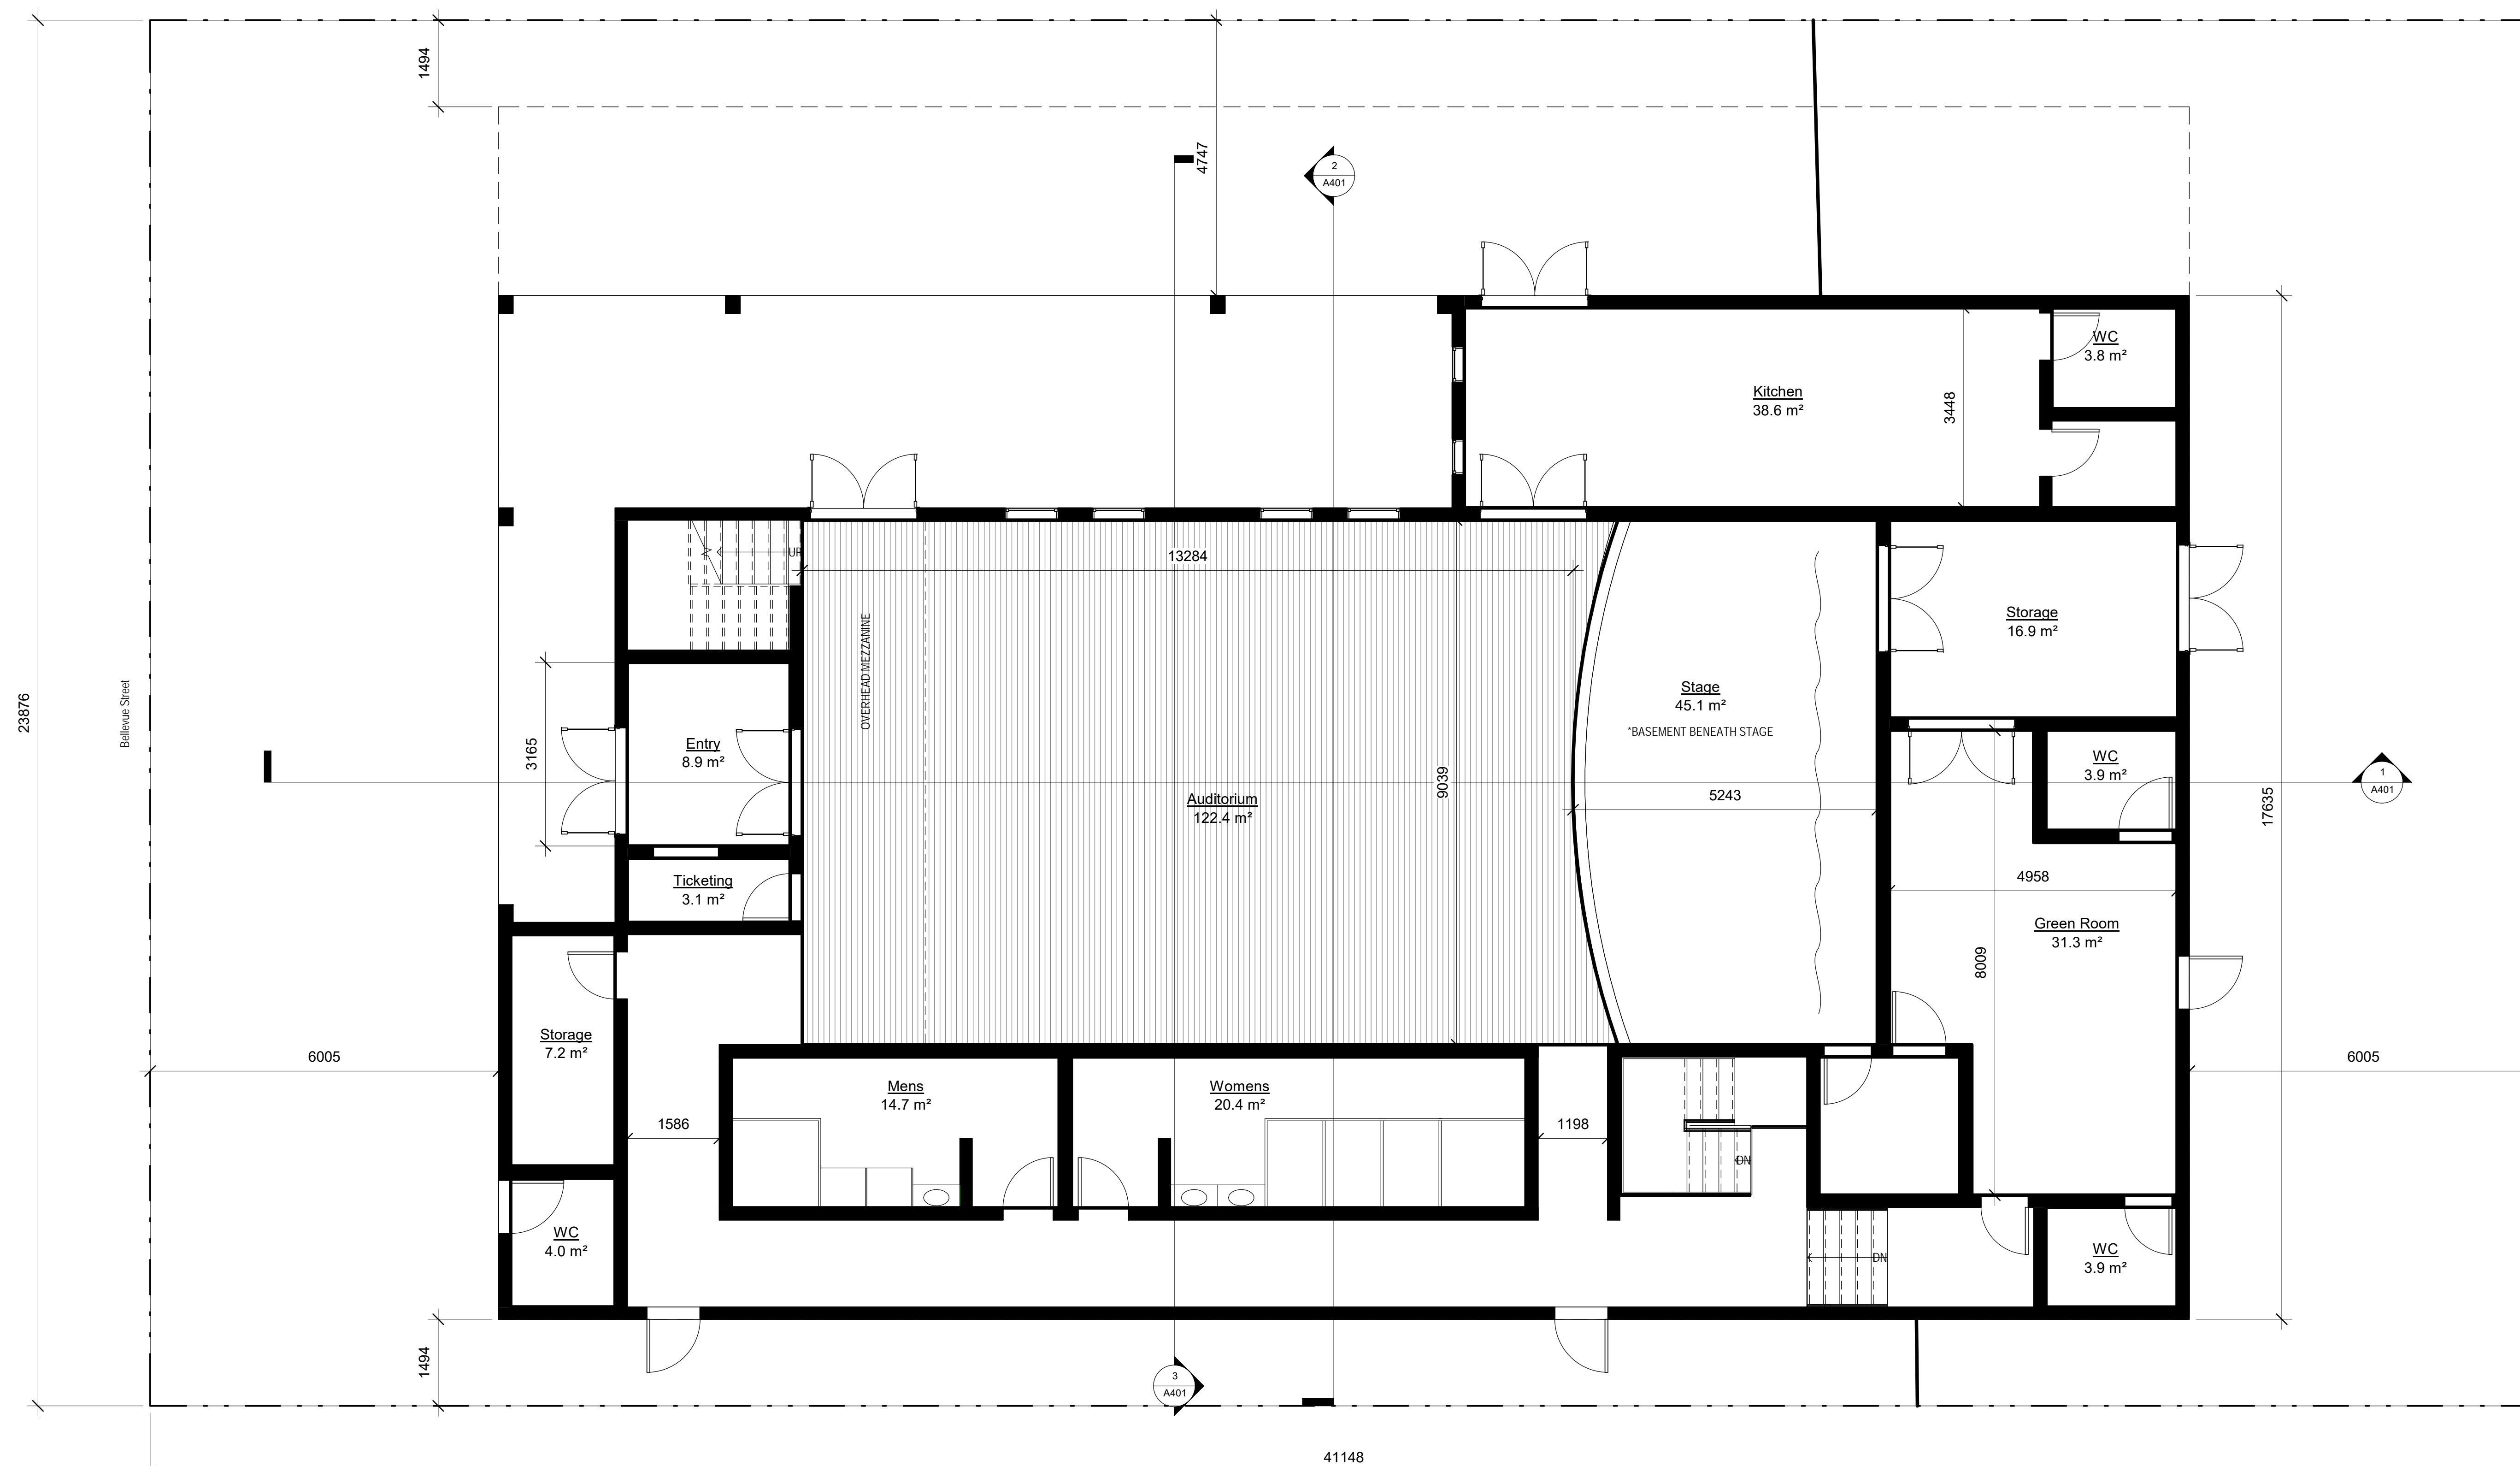 1494
4747
2
A401
WC
3.8 m²
Kitchen
38.6 m²
3448
UP
13284
OVERHEAD MEZZANINE
Storage
16.9 m²
Stage
45.1 m²
*BASEMENT BENEATH STAGE
23876
Bellevue Street
3165
Entry
8.9 m²
9039
5243
WC
3.9 m²
1
A401
17635
Auditorium
122.4 m²
Ticketing
3.1 m²
4958
Green Room
31.3 m²
8009
Storage
7.2 m²
6005
6005
Mens
14.7 m²
Womens
20.4 m²
1586
1198
DN
WC
4.0 m²
DN
WC
3.9 m²
1494
3
A401
41148